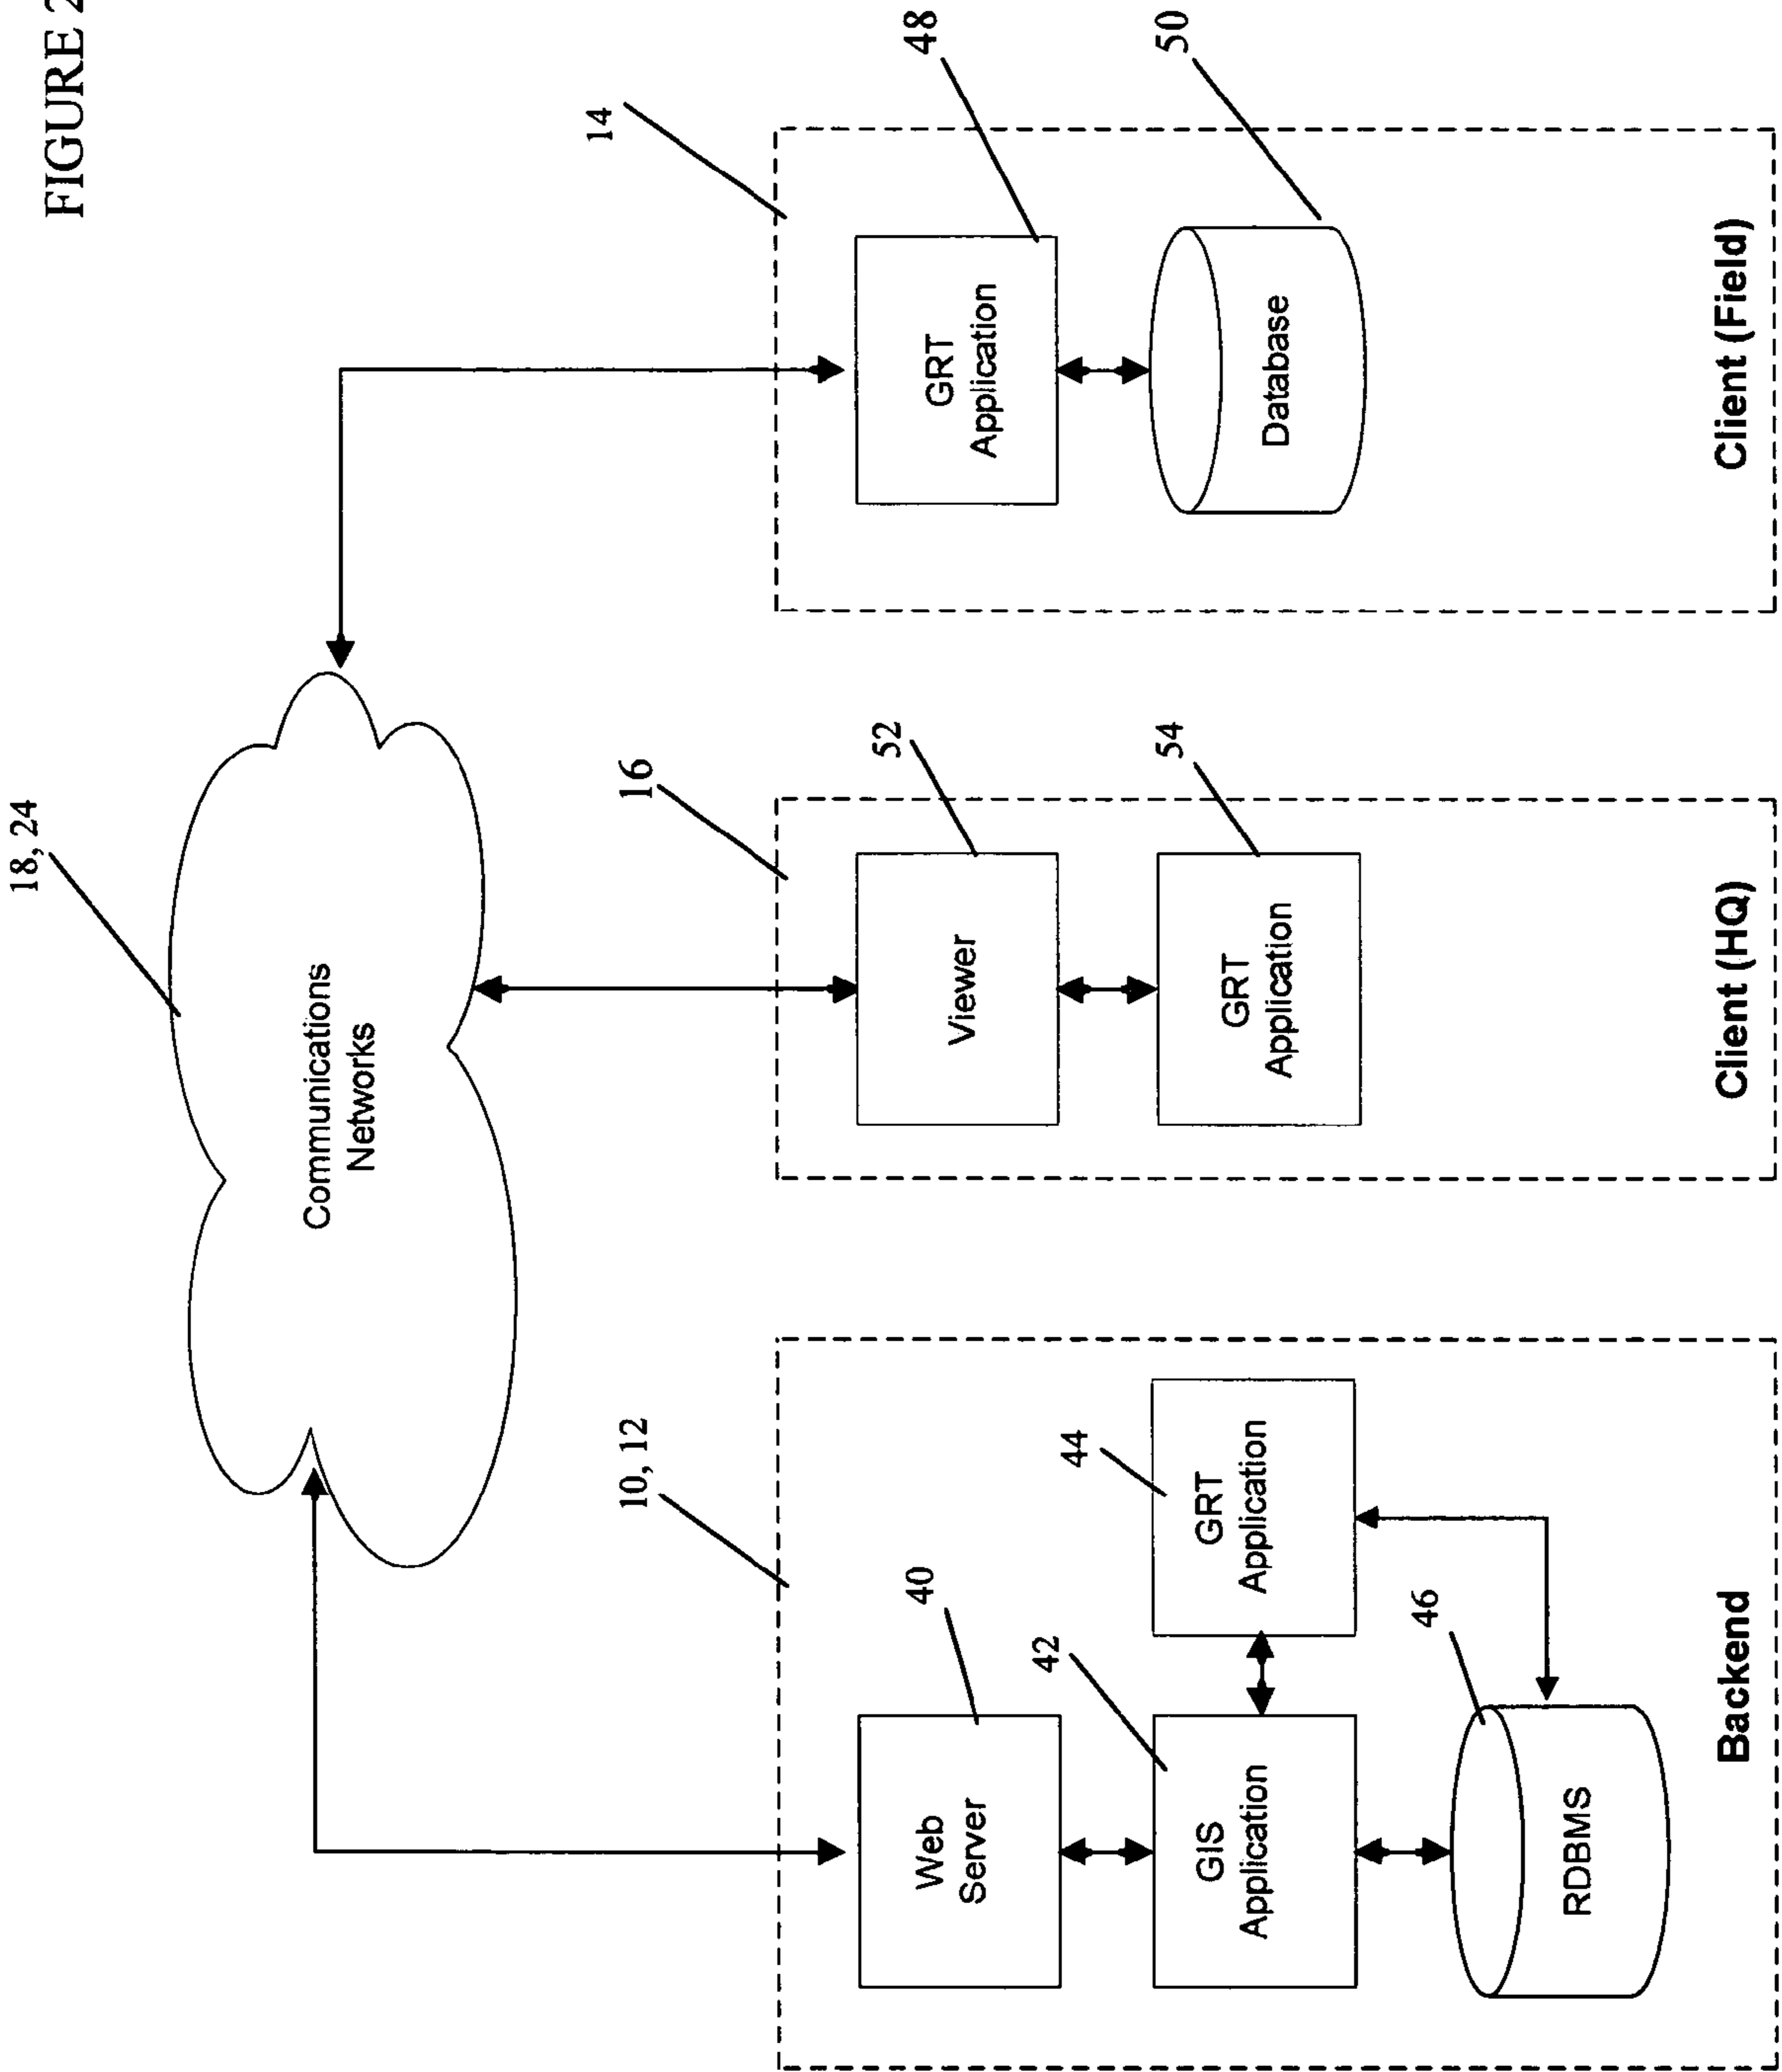 FIGURE 2
18, 24
Communications
Networks
10, 12
40
Web
Server
42
GIS
Application
44
GRT
Application
46
RDBMS
Backend
16
52
Viewer
54
GRT
Application
Client (HQ)
14
48
GRT
Application
50
Database
Client (Field)